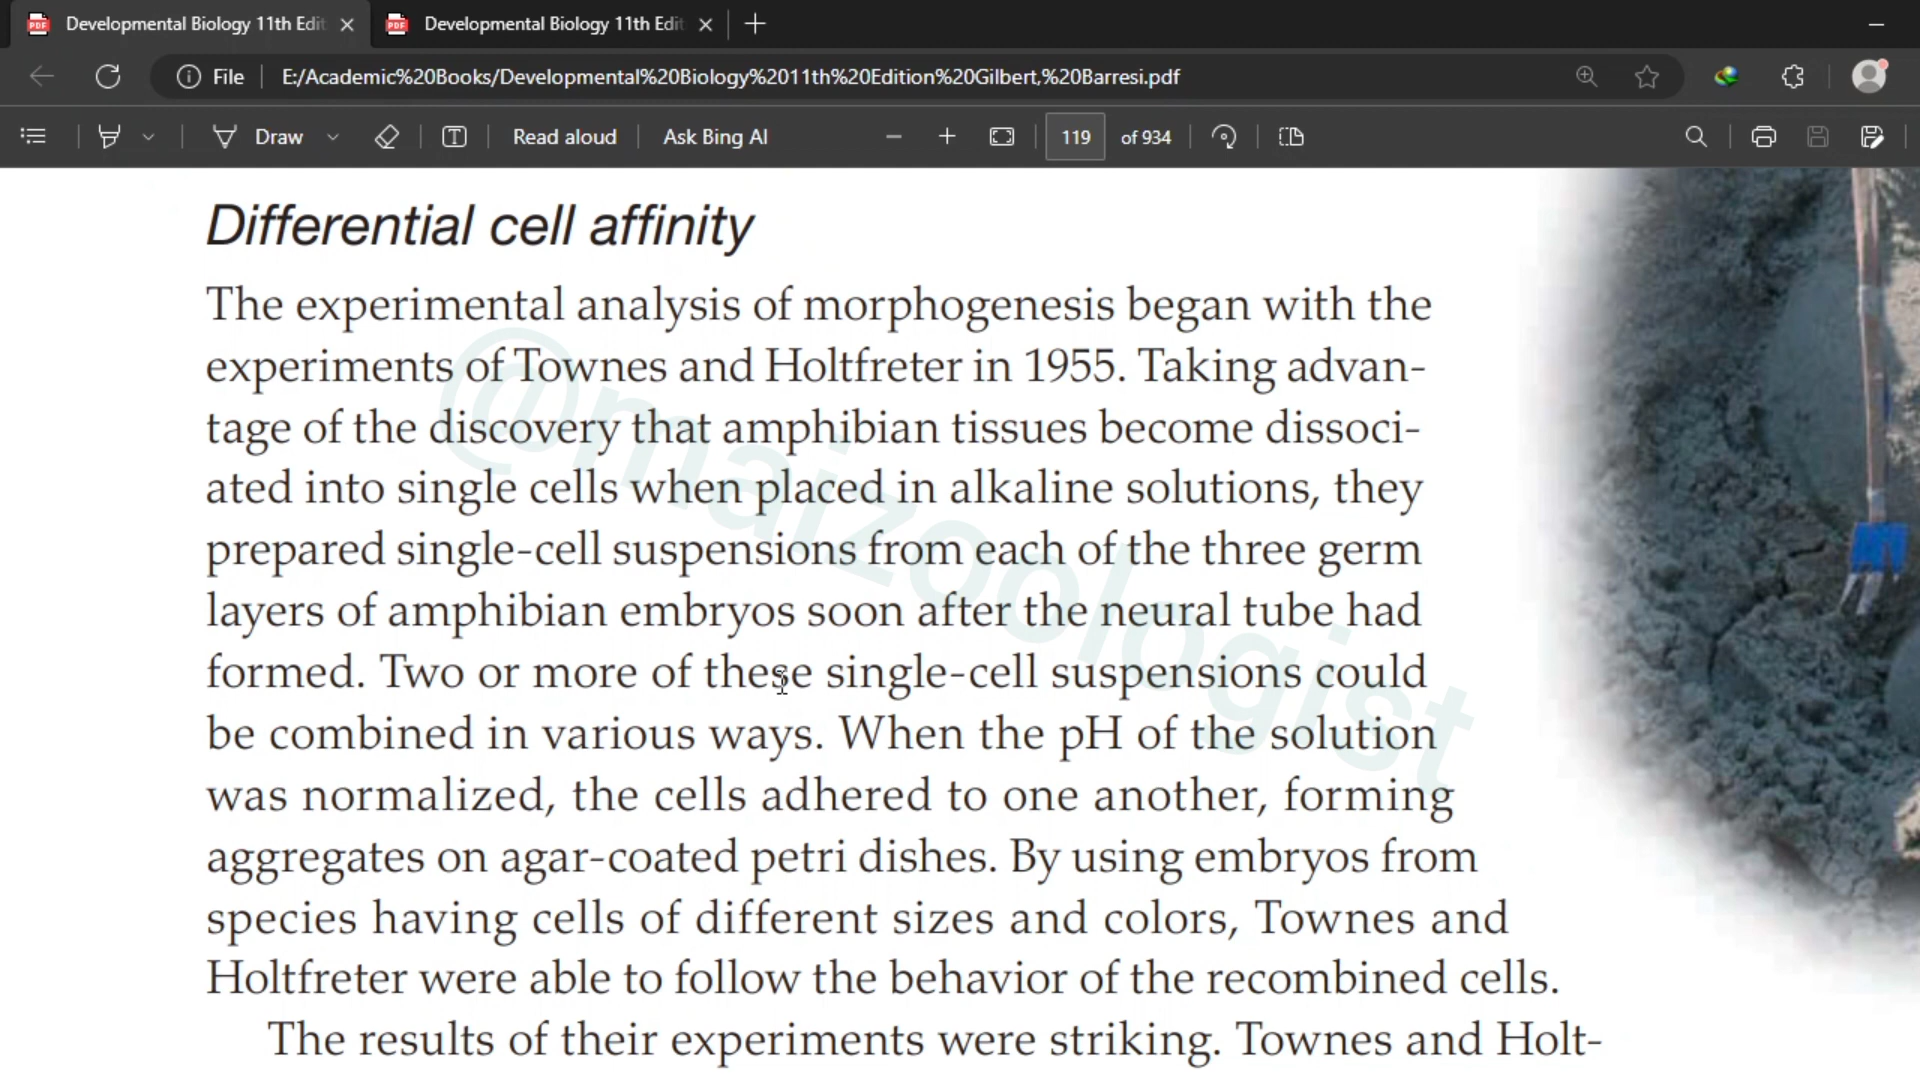 Developmental Biology 11th Edit
Developmental Biology 11th Edit
File
E:/Academic%20Books/Developmental%20Biology%2011th%20Edition%20Gilbert,%20Barresi.pdf
Draw
Read aloud
Ask Bing AI
119 of 934
Differential cell affinity
The experimental analysis of morphogenesis began with the
experiments of Townes and Holtfreter in 1955. Taking advan-
tage of the discovery that amphibian tissues become dissoci-
ated into single cells when placed in alkaline solutions, they
prepared single-cell suspensions from each of the three germ
layers of amphibian embryos soon after the neural tube had
formed. Two or more of these single-cell suspensions could
be combined in various ways. When the pH of the solution
was normalized, the cells adhered to one another, forming
aggregates on agar-coated petri dishes. By using embryos from
species having cells of different sizes and colors, Townes and
Holtfreter were able to follow the behavior of the recombined cells.
The results of their experiments were striking. Townes and Holt-
@maizoologist